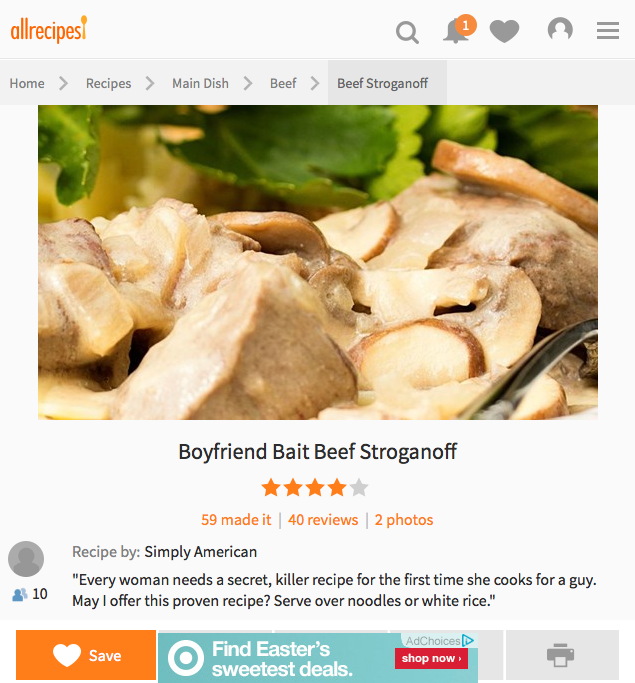 allrecipes
1
Home Recipes Main Dish Beef Beef Stroganoff
Boyfriend Bait Beef Stroganoff
59 made it | 40 reviews | 2 photos
Recipe by: Simply American
10
"Every woman needs a secret, killer recipe for the first time she cooks for a guy.
May I offer this proven recipe? Serve over noodles or white rice."
Save
Find Easter's
sweetest deals.
AdChoices
shop now ›